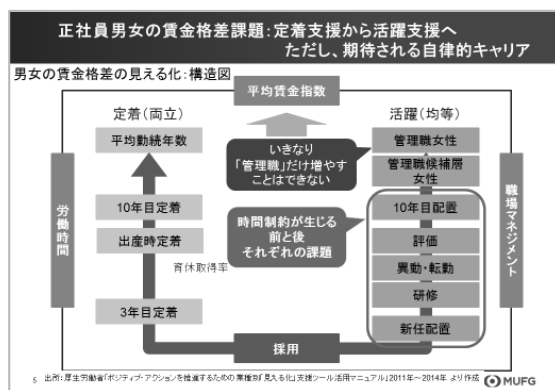 正社員男女の賃金格差課題：定着支援から活躍支援へ
ただし、期待される自律的キャリア
男女の賃金格差の見える化：構造図
平均賃金指数
定着（両立）
活躍（均等）
平均勤続年数
管理職女性
いきなり
「管理職」だけ増やす
ことはできない
管理職候補層
女性
労働時間
職場マネジメント
10年目定着
10年目配置
時間制約が生じる
前と後
それぞれの課題
出産時定着
評価
育休取得率
異動・転勤
研修
3年目定着
新任配置
採用
5 出所：厚生労働省「ポジティブ・アクションを推進するための業種別「見える化」支援ツール活用マニュアル」2011年～2014年 より作成
MUFG